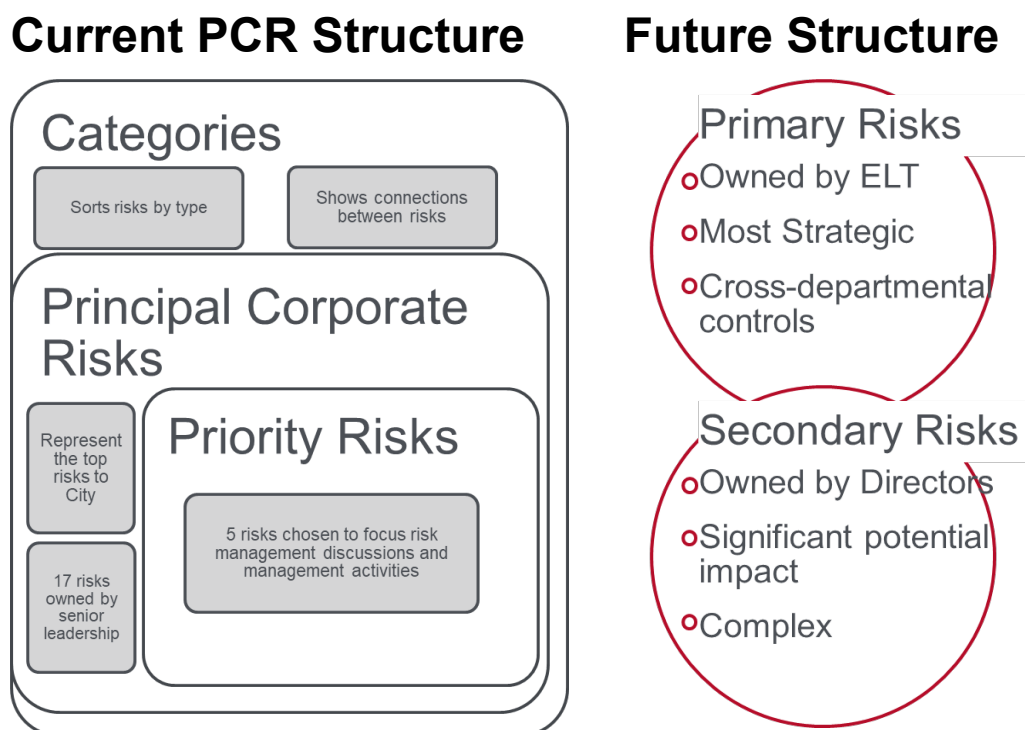 Current PCR Structure
Categories
Sorts risks by type
Shows connections
between risks
Principal Corporate
Risks
Represent
the top
risks to
City
17 risks
owned by
senior
leadership
Priority Risks
5 risks chosen to focus risk
management discussions and
management activities
Future Structure
Primary Risks
Owned by ELT
Most Strategic
Cross-departmental
controls
Secondary Risks
Owned by Directors
Significant potential
impact
Complex